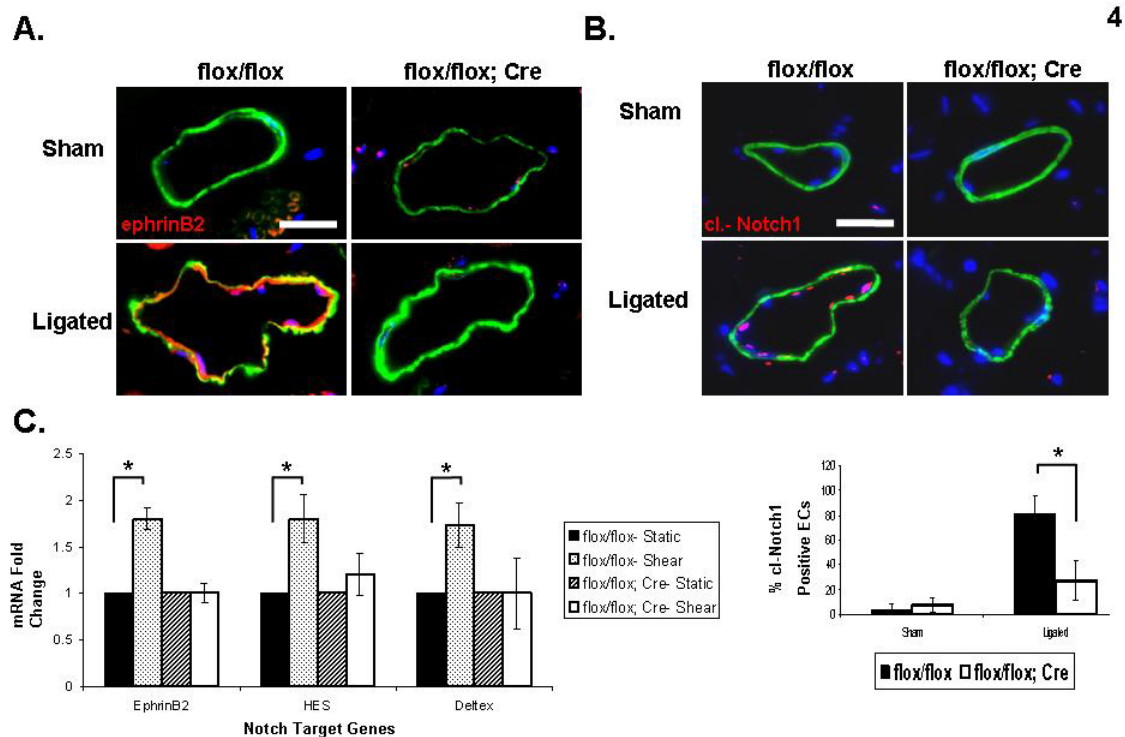 4
A.
flox/flox
flox/flox; Cre
Sham
ephrinB2
Ligated
B.
flox/flox
flox/flox; Cre
Sham
cl.- Notch1
Ligated
C.
mRNA Fold
Change
2.5
2
1.5
1
0.5
0
*
*
*
EphrinB2
HES
Deltex
Notch Target Genes
flox/flox- Static
flox/flox- Shear
flox/flox; Cre- Static
flox/flox; Cre- Shear
% cl-Notch1
Positive ECs
120
100
80
60
40
20
0
*
Sham
Ligated
flox/flox
flox/flox; Cre